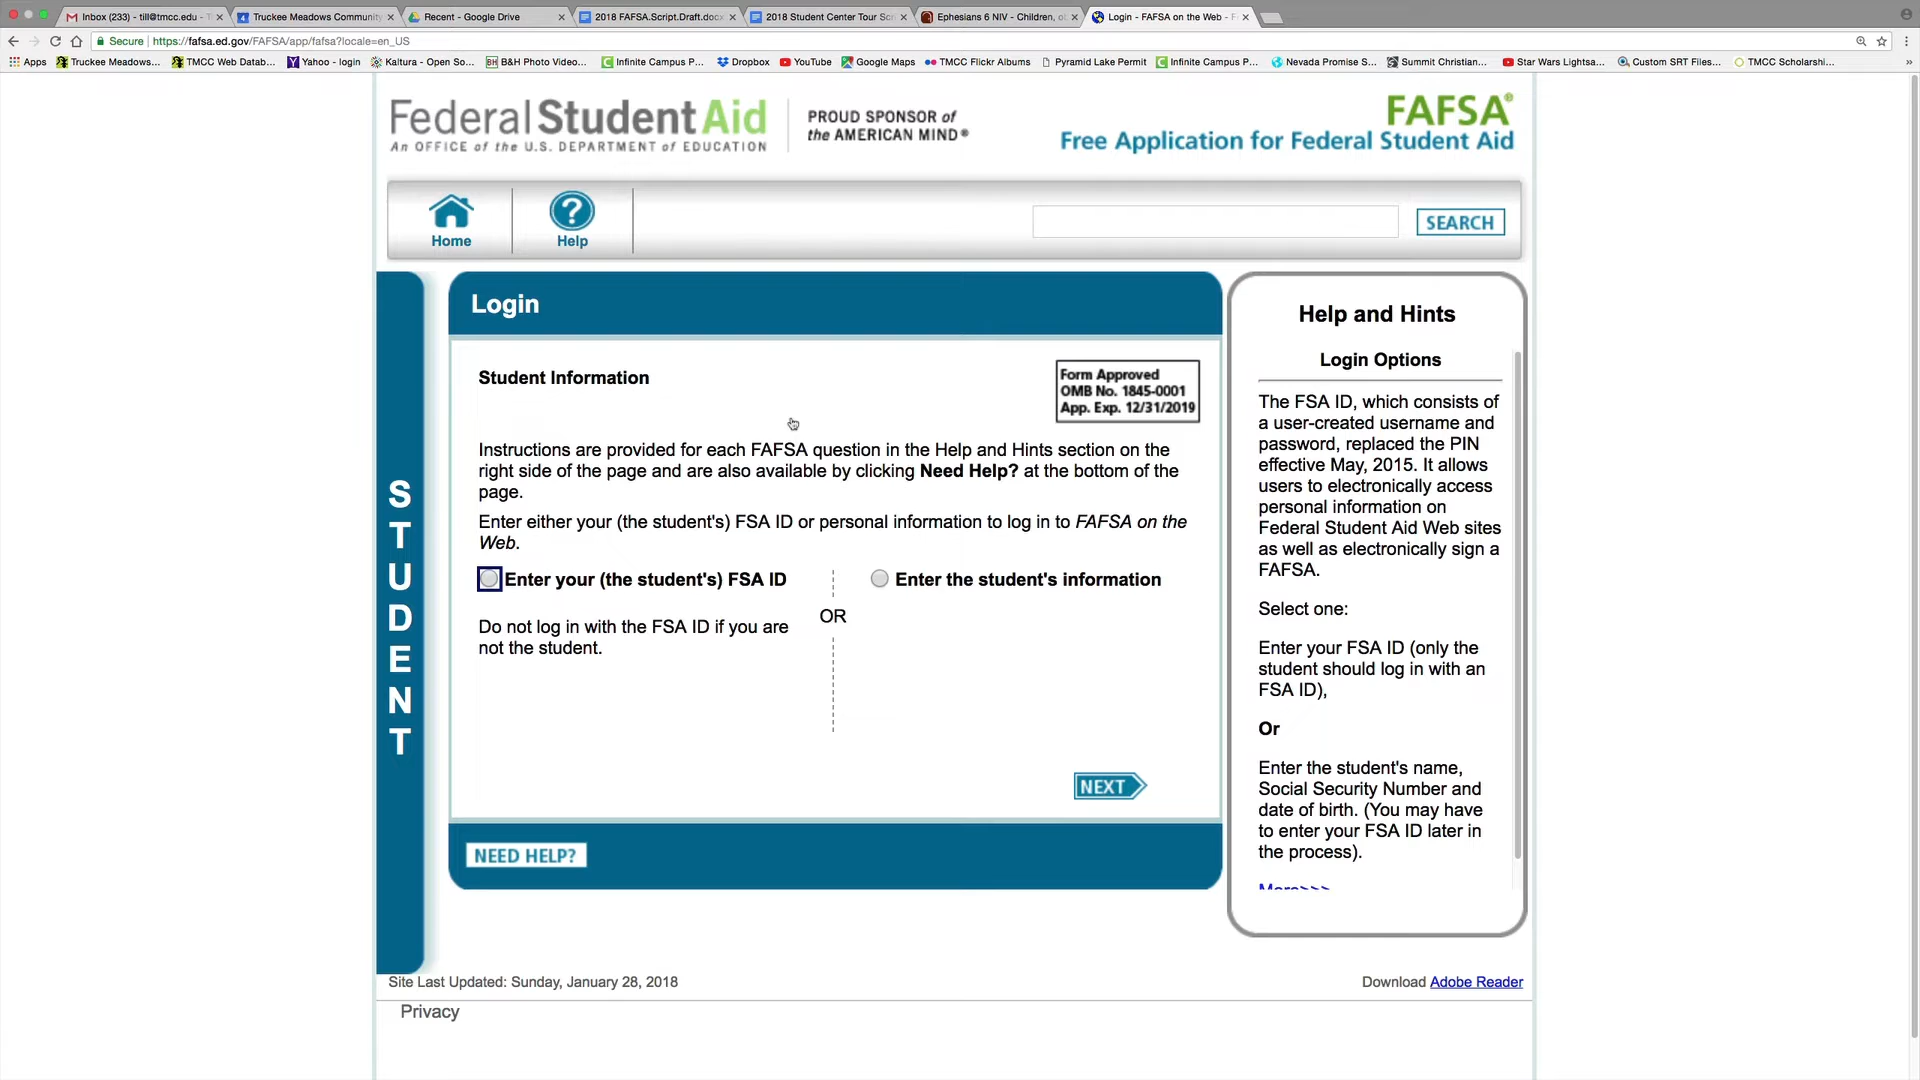 Inbox (233) - till@tmcc.edu - T
Truckee Meadows Community
Recent - Google Drive
2018 FAFSA.Script.Draft.docx
2018 Student Center Tour Scr
Ephesians 6 NIV - Children, ob
Login - FAFSA on the Web - F
Secure
https://fafsa.ed.gov/FAFSA/app/fafsa?locale=en_US
Apps
Truckee Meadows...
TMCC Web Datab...
Yahoo - login
Kaltura - Open So...
B&H Photo Video...
Infinite Campus P...
Dropbox
YouTube
Google Maps
TMCC Flickr Albums
Pyramid Lake Permit
Infinite Campus P...
Nevada Promise S...
Summit Christian...
Star Wars Lightsa...
Custom SRT Files...
TMCC Scholarshi...
Federal Student Aid
An OFFICE of the U.S. DEPARTMENT of EDUCATION
PROUD SPONSOR of
the AMERICAN MIND®
FAFSA®
Free Application for Federal Student Aid
Home
Help
SEARCH
STUDENT
Login
Student Information
Form Approved
OMB No. 1845-0001
App. Exp. 12/31/2019
Instructions are provided for each FAFSA question in the Help and Hints section on the
right side of the page and are also available by clicking Need Help? at the bottom of the
page.
Enter either your (the student's) FSA ID or personal information to log in to FAFSA on the
Web.
Enter your (the student's) FSA ID
Do not log in with the FSA ID if you are
not the student.
OR
Enter the student's information
NEXT
NEED HELP?
Help and Hints
Login Options
The FSA ID, which consists of
a user-created username and
password, replaced the PIN
effective May, 2015. It allows
users to electronically access
personal information on
Federal Student Aid Web sites
as well as electronically sign a
FAFSA.
Select one:
Enter your FSA ID (only the
student should log in with an
FSA ID),
Or
Enter the student's name,
Social Security Number and
date of birth. (You may have
to enter your FSA ID later in
the process).
More>>>
Site Last Updated: Sunday, January 28, 2018
Download Adobe Reader
Privacy